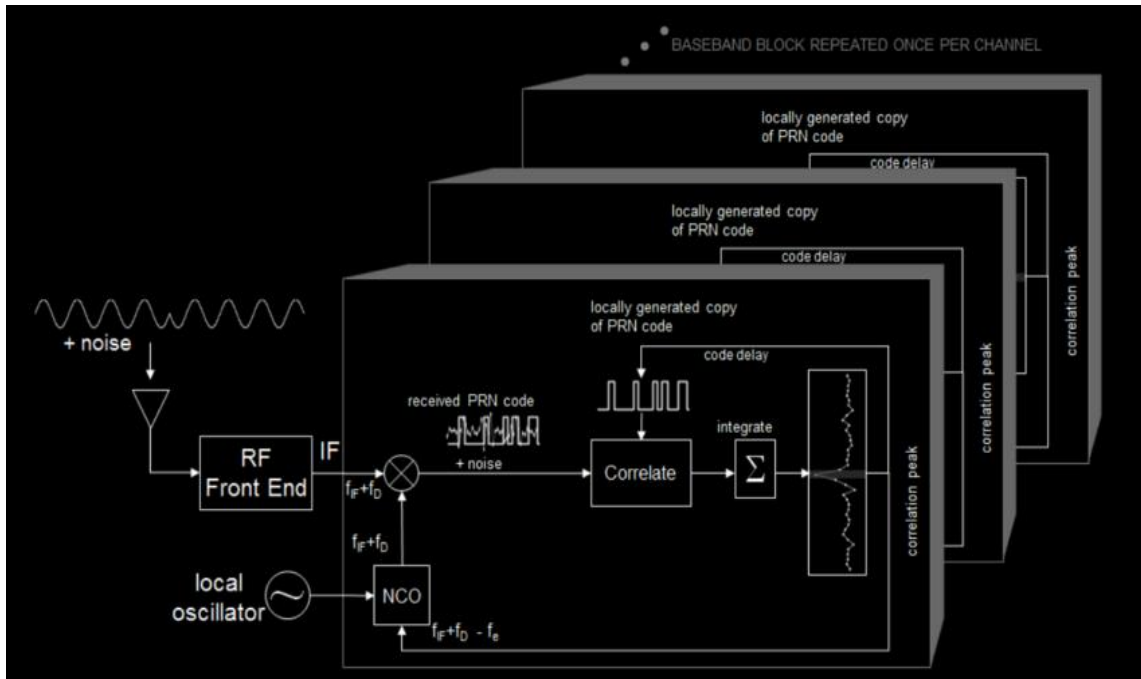 BASEBAND BLOCK REPEATED ONCE PER CHANNEL
locally generated copy
of PRN code
code delay
correlation peak
locally generated copy
of PRN code
code delay
correlation peak
locally generated copy
of PRN code
code delay
+ noise
received PRN code
+ noise
integrate
RF
Front End
IF
f_IF+f_D
Correlate
Σ
correlation peak
f_IF+f_D
local
oscillator
NCO
f_IF+f_D - f_e